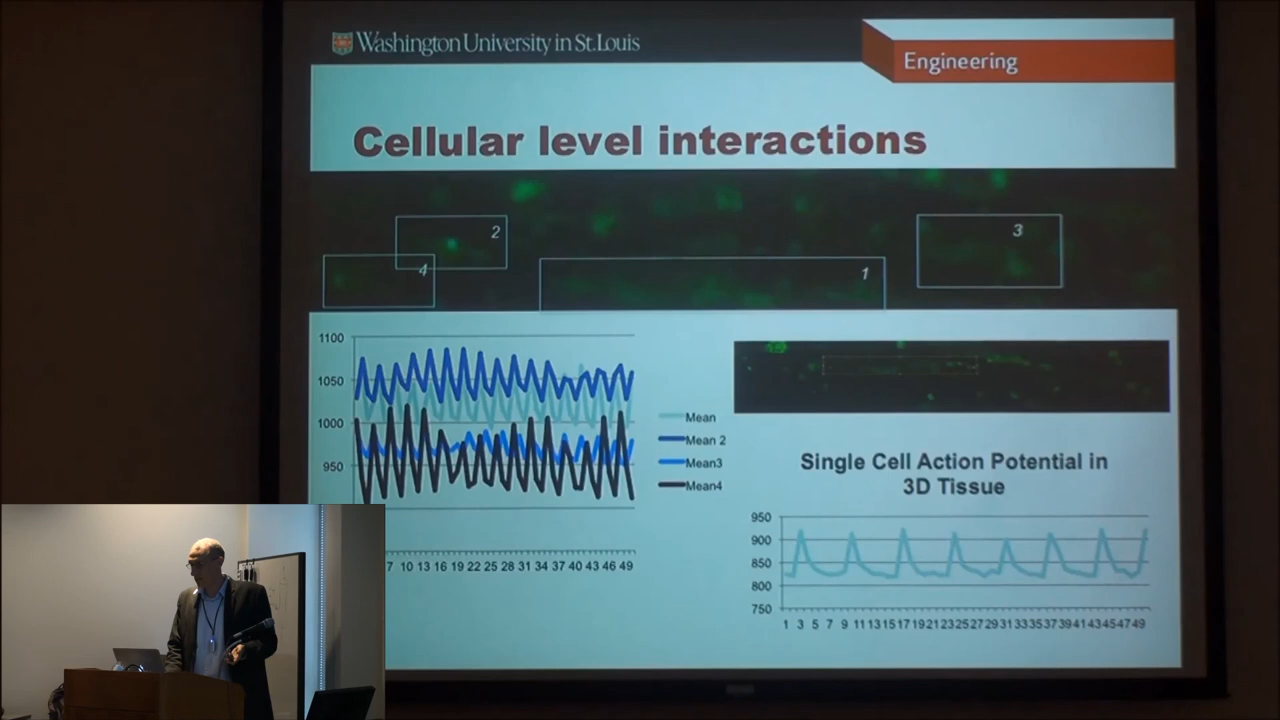 Washington University in St. Louis
Engineering
Cellular level interactions
2
3
4
1
1100
1050
1000
950
Mean
Mean 2
Mean3
Mean4
7 10 13 16 19 22 25 28 31 34 37 40 43 46 49
Single Cell Action Potential in
3D Tissue
950
900
850
800
750
1 3 5 7 9 11 13 15 17 19 21 23 25 27 29 31 33 35 37 39 41 43 45 47 49